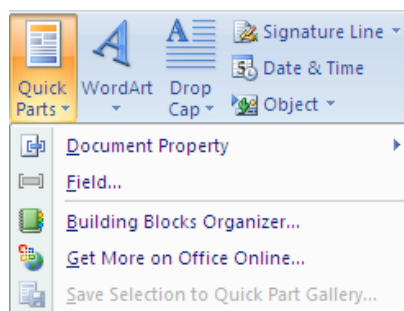 Signature Line
Date & Time
Object
Quick Parts
WordArt
Drop Cap
Document Property
Field...
Building Blocks Organizer...
Get More on Office Online...
Save Selection to Quick Part Gallery...